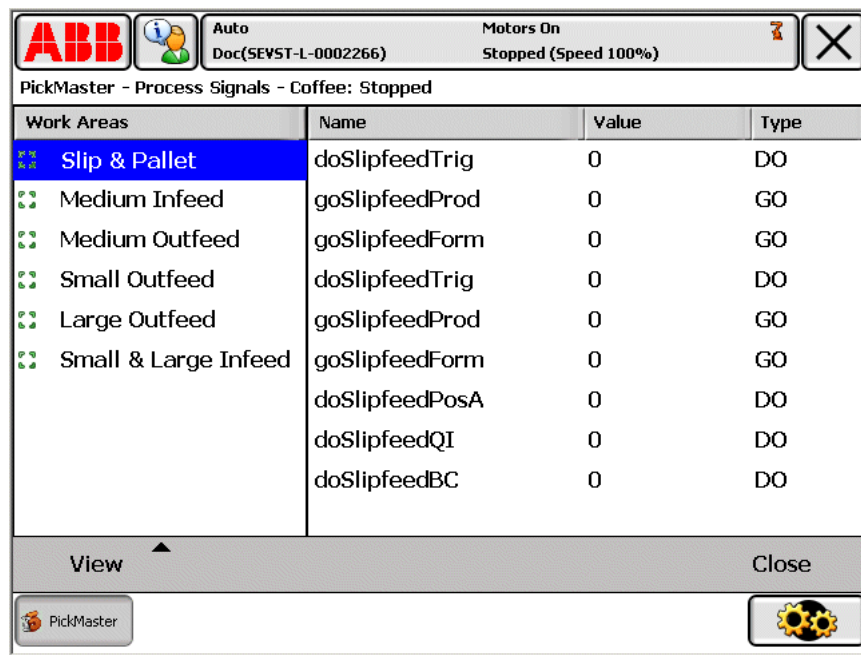 ABB
Auto Motors On
Doc(SEVST-L-0002266) Stopped (Speed 100%)
PickMaster - Process Signals - Coffee: Stopped
Work Areas Name Value Type
Slip & Pallet doSlipfeedTrig 0 DO
Medium Infeed goSlipfeedProd 0 GO
Medium Outfeed goSlipfeedForm 0 GO
Small Outfeed doSlipfeedTrig 0 DO
Large Outfeed goSlipfeedProd 0 GO
Small & Large Infeed goSlipfeedForm 0 GO
doSlipfeedPosA 0 DO
doSlipfeedQI 0 DO
doSlipfeedBC 0 DO
View Close
PickMaster